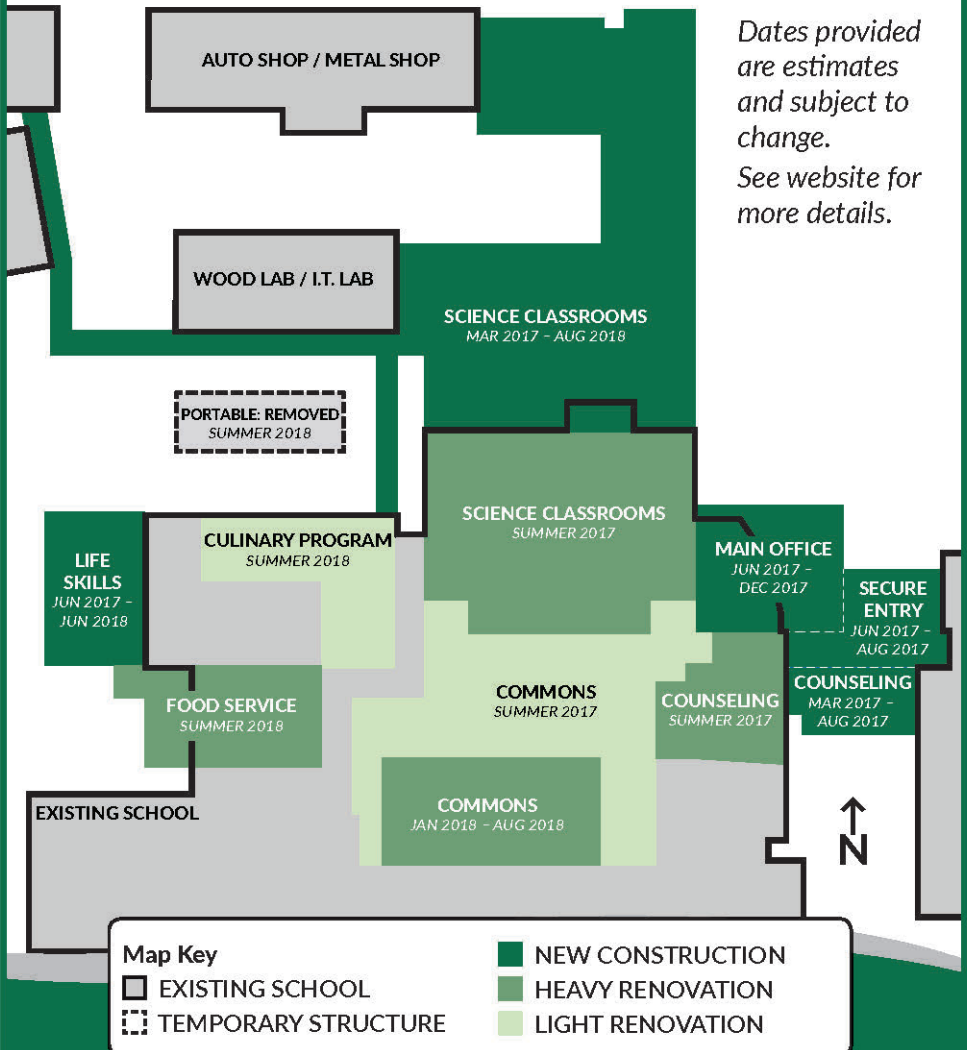 Dates provided
are estimates
and subject to
change.
See website for
more details.
AUTO SHOP / METAL SHOP
WOOD LAB / I.T. LAB
SCIENCE CLASSROOMS
MAR 2017 – AUG 2018
PORTABLE: REMOVED
SUMMER 2018
SCIENCE CLASSROOMS
SUMMER 2017
CULINARY PROGRAM
SUMMER 2018
LIFE
SKILLS
JUN 2017 –
JUN 2018
MAIN OFFICE
JUN 2017 –
DEC 2017
SECURE
ENTRY
JUN 2017 –
AUG 2017
FOOD SERVICE
SUMMER 2018
COMMONS
SUMMER 2017
COUNSELING
SUMMER 2017
COUNSELING
MAR 2017 –
AUG 2017
EXISTING SCHOOL
COMMONS
JAN 2018 – AUG 2018
N
Map Key
EXISTING SCHOOL
TEMPORARY STRUCTURE
NEW CONSTRUCTION
HEAVY RENOVATION
LIGHT RENOVATION